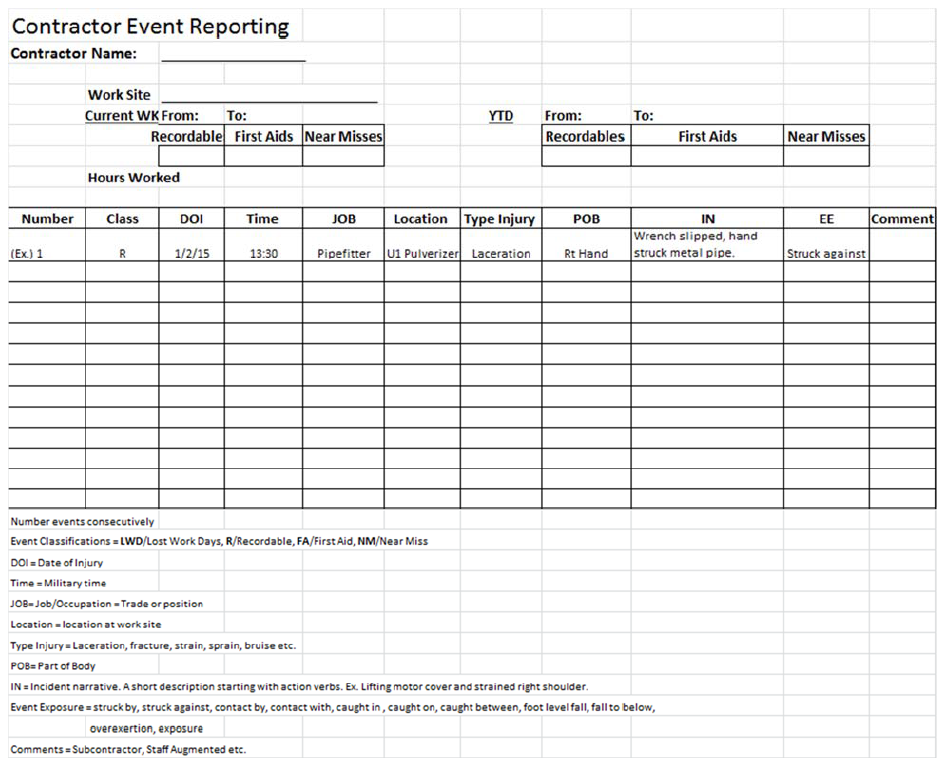 Contractor Event Reporting
Contractor Name:
Work Site
Current WK From: To: YTD From: To:
Recordable First Aids Near Misses Recordables First Aids Near Misses
Hours Worked
Number Class DOI Time JOB Location Type Injury POB IN EE Comment
Wrench slipped, hand
(Ex.) 1 R 1/2/15 13:30 Pipefitter U1 Pulverizer Laceration Rt Hand struck metal pipe. Struck against
Number events consecutively
Event Classifications = LWD/Lost Work Days, R/Recordable, FA/First Aid, NM/Near Miss
DOI = Date of Injury
Time = Military time
JOB= Job/Occupation = Trade or position
Location = location at work site
Type Injury = Laceration, fracture, strain, sprain, bruise etc.
POB= Part of Body
IN = Incident narrative. A short description starting with action verbs. Ex. Lifting motor cover and strained right shoulder.
Event Exposure = struck by, struck against, contact by, contact with, caught in , caught on, caught between, foot level fall, fall to below,
overexertion, exposure
Comments = Subcontractor, Staff Augmented etc.